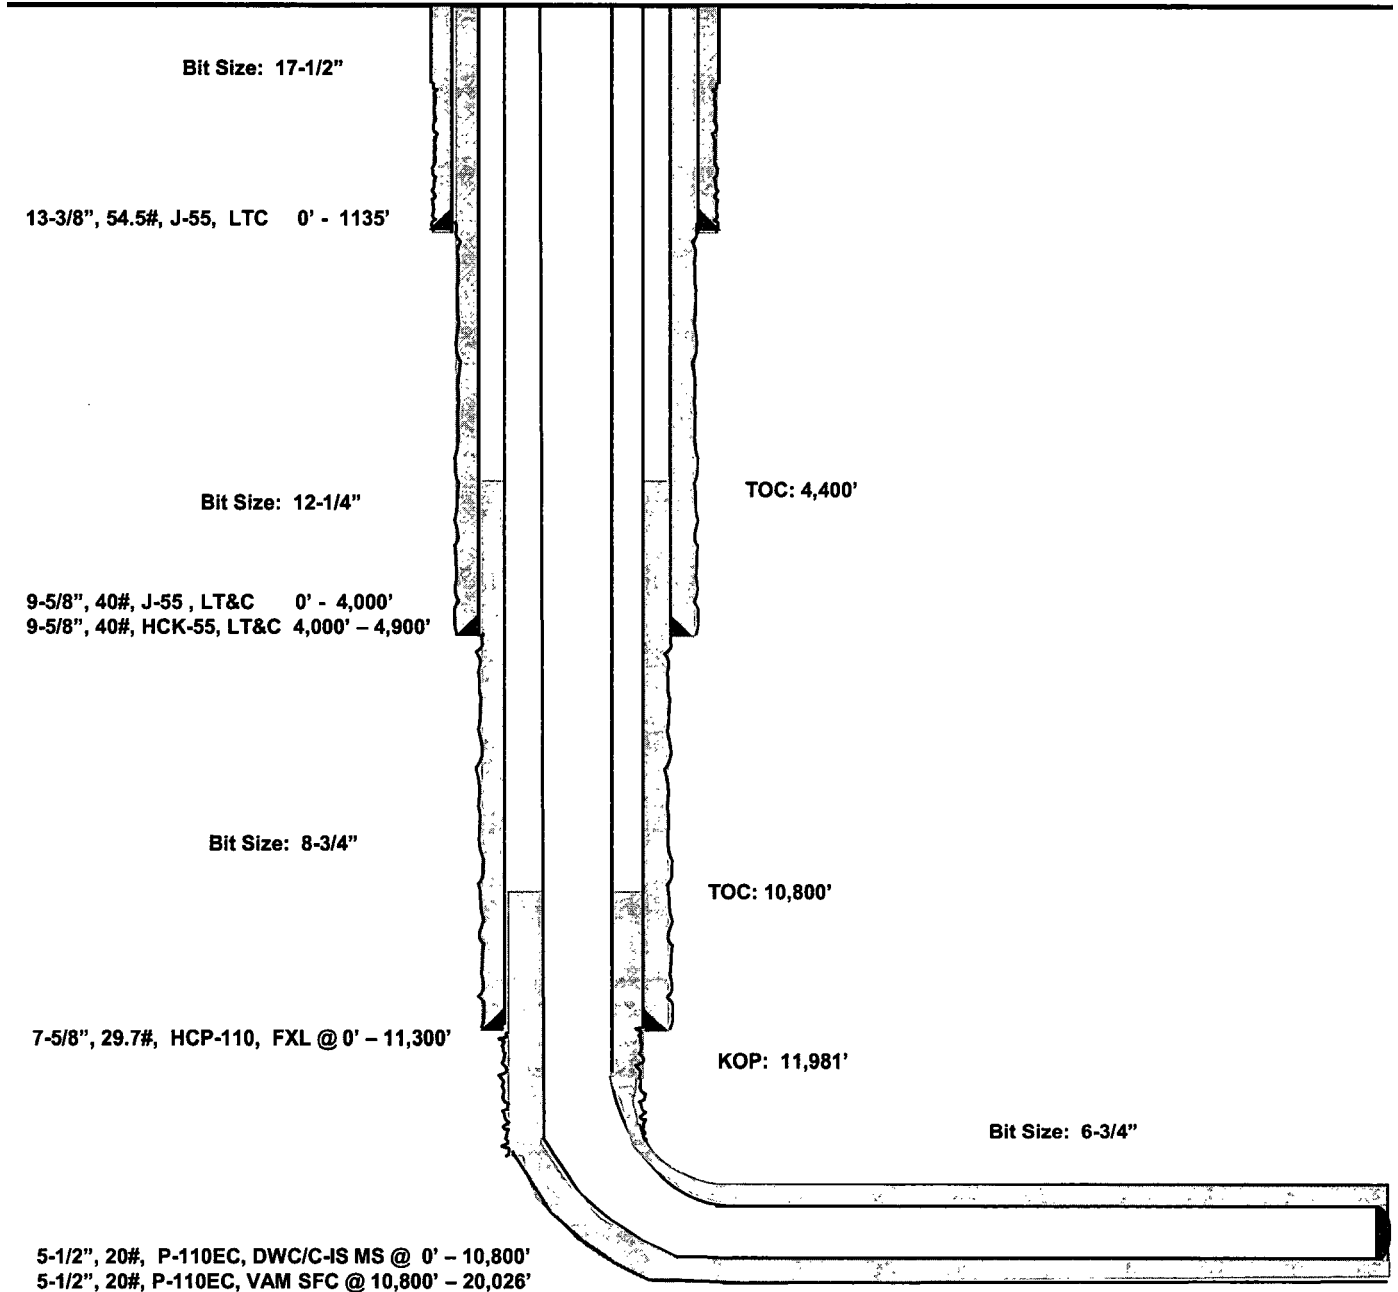 Bit Size: 17-1/2”
13-3/8”, 54.5#, J-55, LTC 0’ - 1135’
Bit Size: 12-1/4”
TOC: 4,400’
9-5/8”, 40#, J-55 , LT&C 0’ - 4,000’
9-5/8”, 40#, HCK-55, LT&C 4,000’ – 4,900’
Bit Size: 8-3/4”
TOC: 10,800’
7-5/8”, 29.7#, HCP-110, FXL @ 0’ – 11,300’
KOP: 11,981’
Bit Size: 6-3/4”
5-1/2”, 20#, P-110EC, DWC/C-IS MS @ 0’ – 10,800’
5-1/2”, 20#, P-110EC, VAM SFC @ 10,800’ – 20,026’